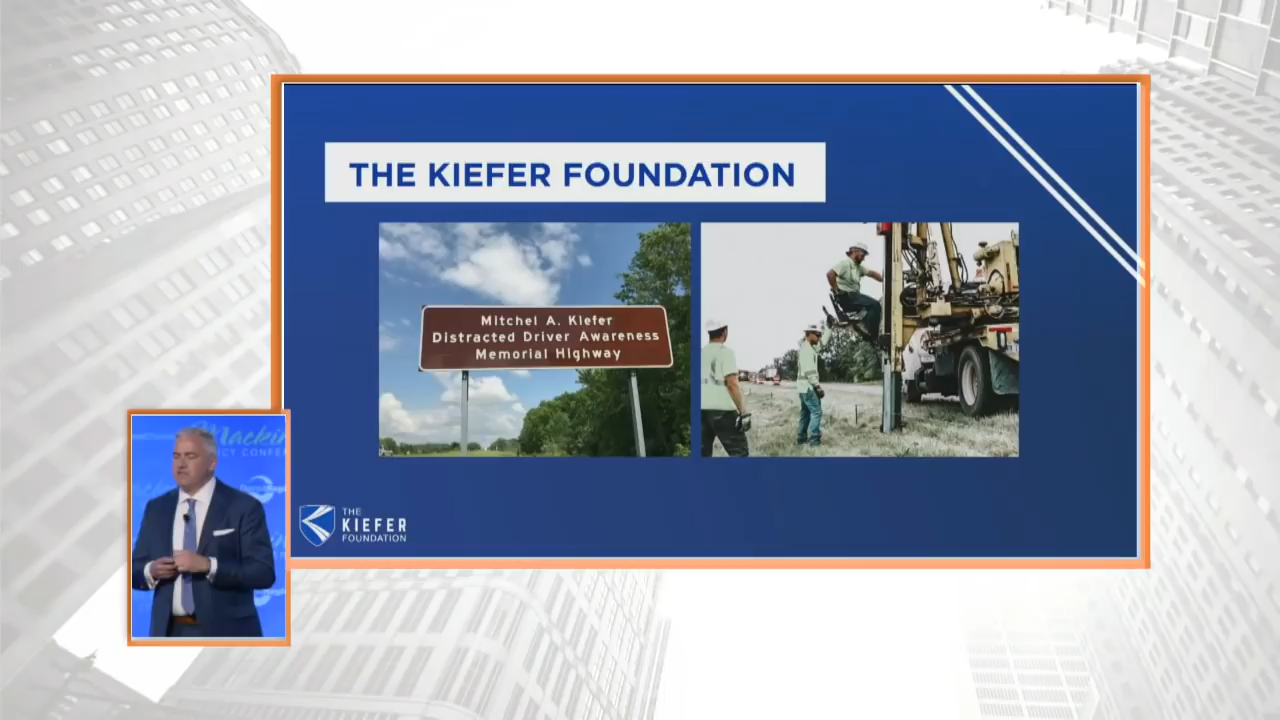 THE KIEFER FOUNDATION
Mitchel A. Kiefer
Distracted Driver Awareness
Memorial Highway
THE
KIEFER
FOUNDATION